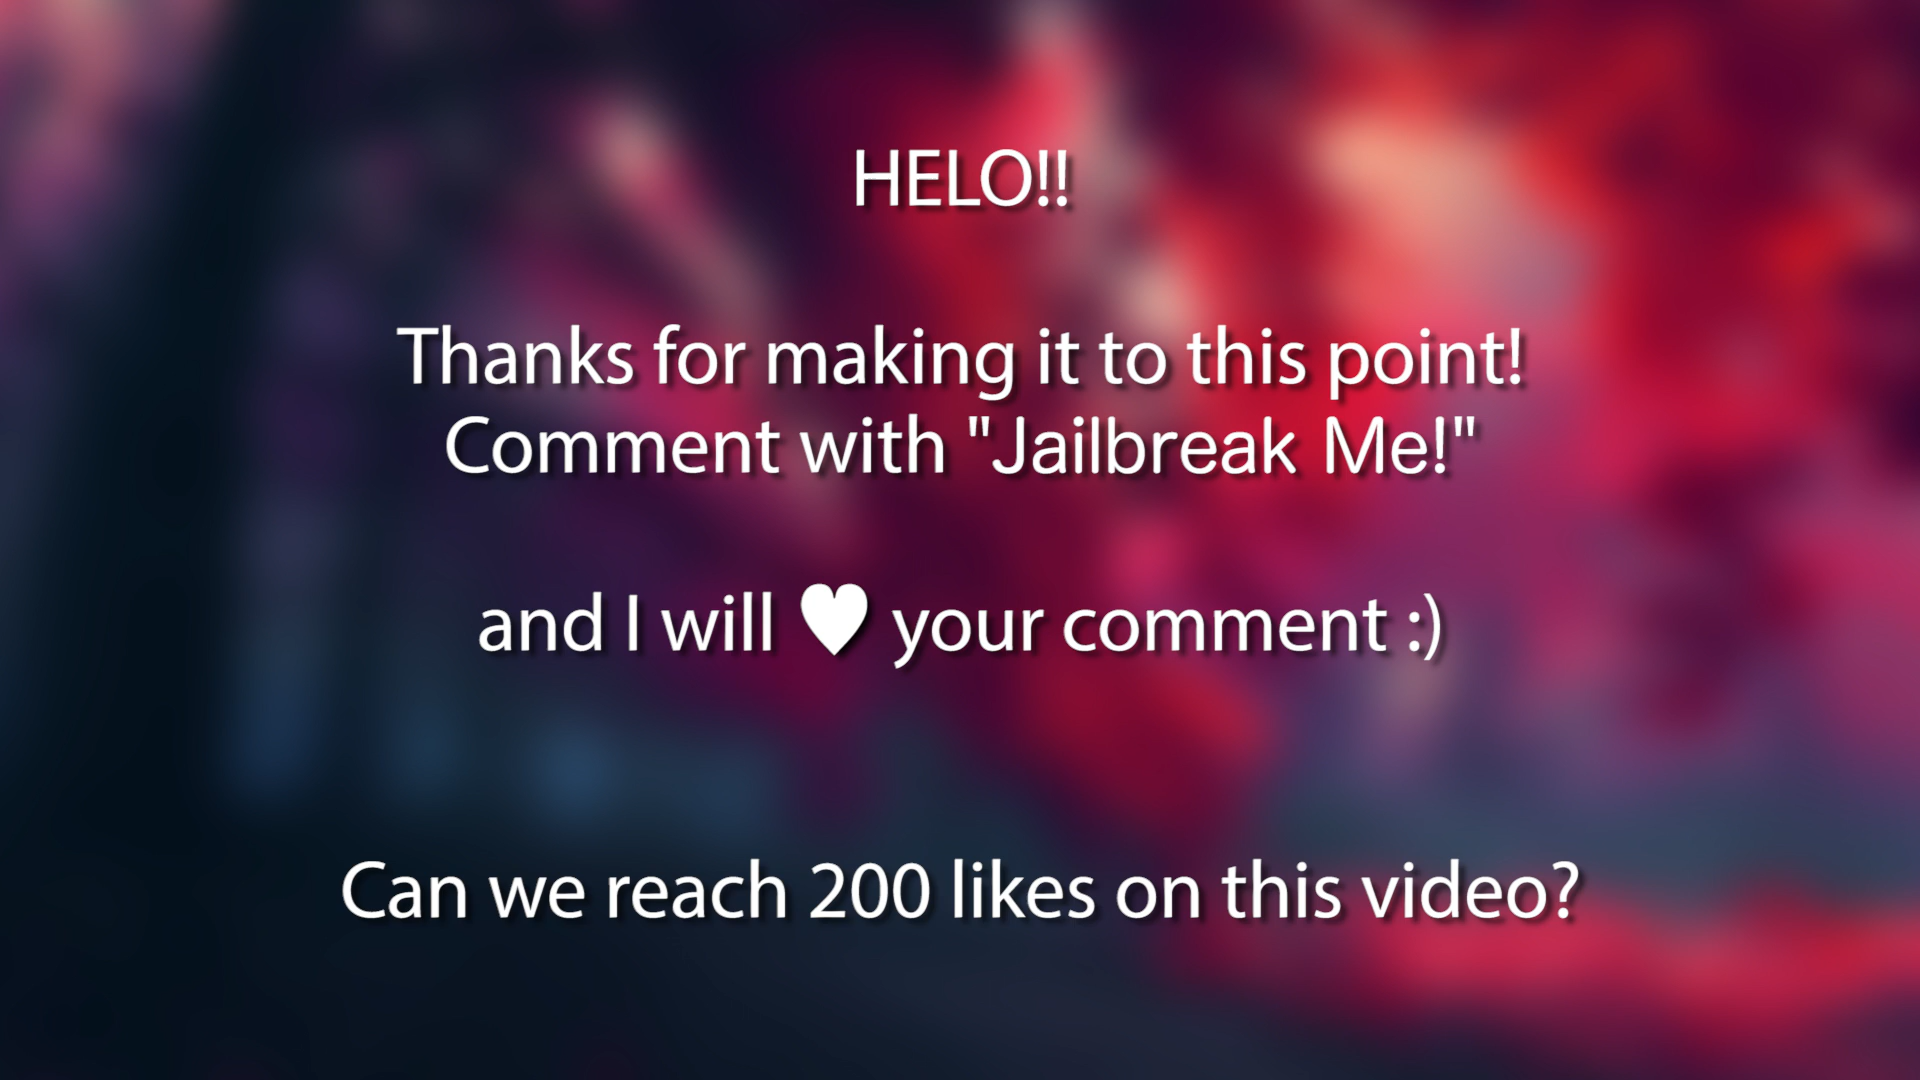 HELO!!
Thanks for making it to this point!
Comment with "Jailbreak Me!"
and I will ♥ your comment :)
Can we reach 200 likes on this video?